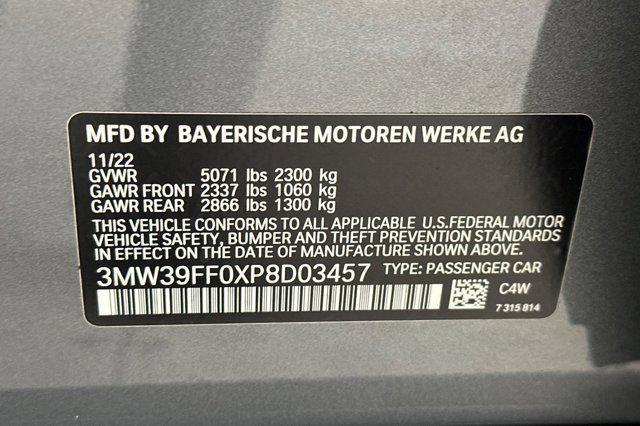 MFD BY BAYERISCHE MOTOREN WERKE AG
11/22
GVWR 5071 lbs 2300 kg
GAWR FRONT 2337 lbs 1060 kg
GAWR REAR 2866 lbs 1300 kg
THIS VEHICLE CONFORMS TO ALL APPLICABLE U.S.FEDERAL MOTOR
VEHICLE SAFETY, BUMPER AND THEFT PREVENTION STANDARDS
IN EFFECT ON THE DATE OF MANUFACTURE SHOWN ABOVE.
3MW39FF0XP8D03457 TYPE: PASSENGER CAR
C4W
7 315 814